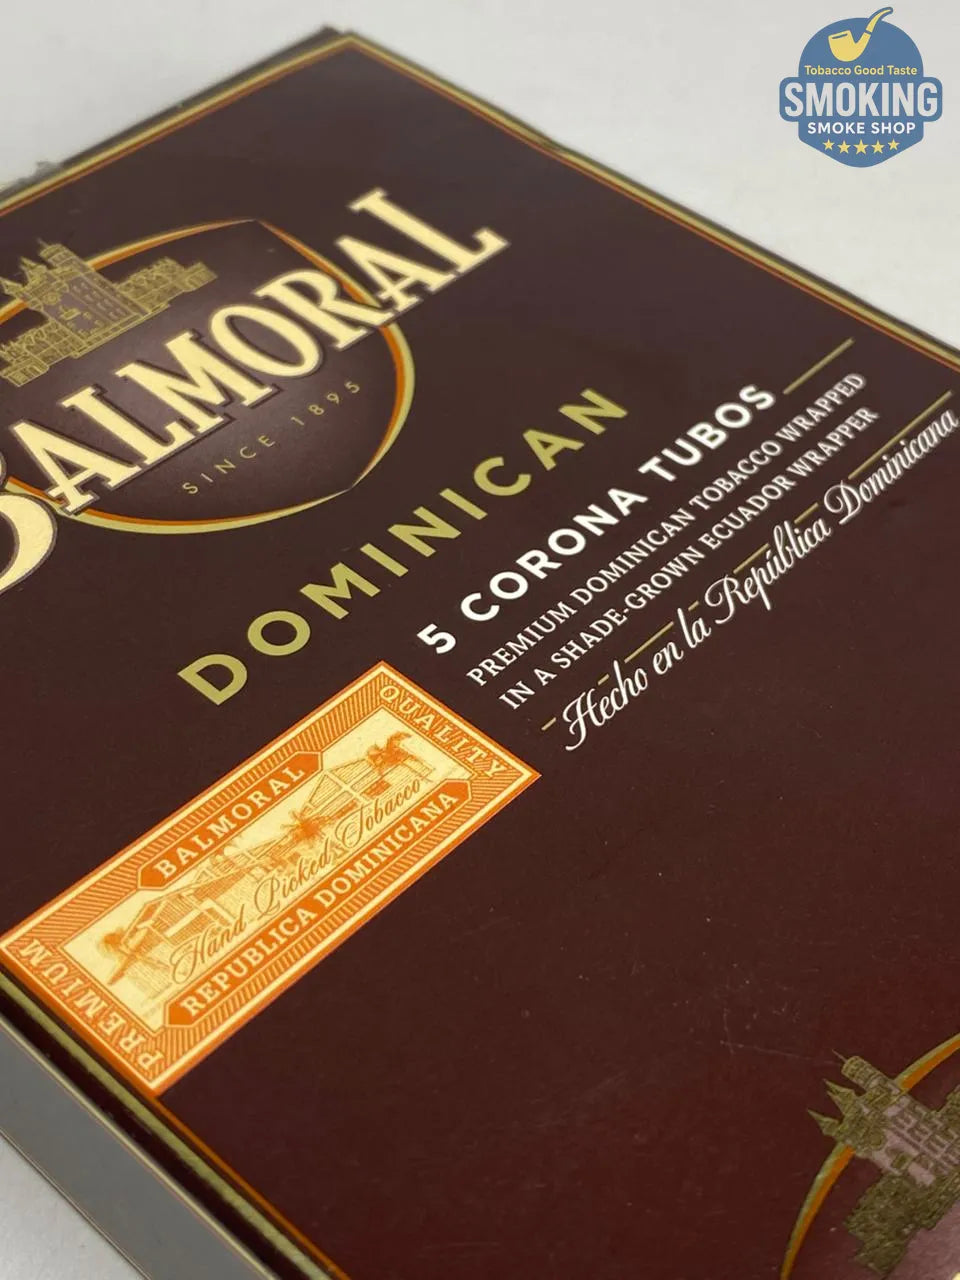 Tobacco Good Taste
SMOKING
SMOKE SHOP
BALMORAL
SINCE 1895
DOMINICAN
5 CORONA TUBOS
PREMIUM DOMINICAN TOBACCO WRAPPED
IN A SHADE-GROWN ECUADOR WRAPPER
Hecho en la República Dominicana
QUALITY
BALMORAL
Hand Picked Tobacco
REPUBLICA DOMINICANA
PREMIUM